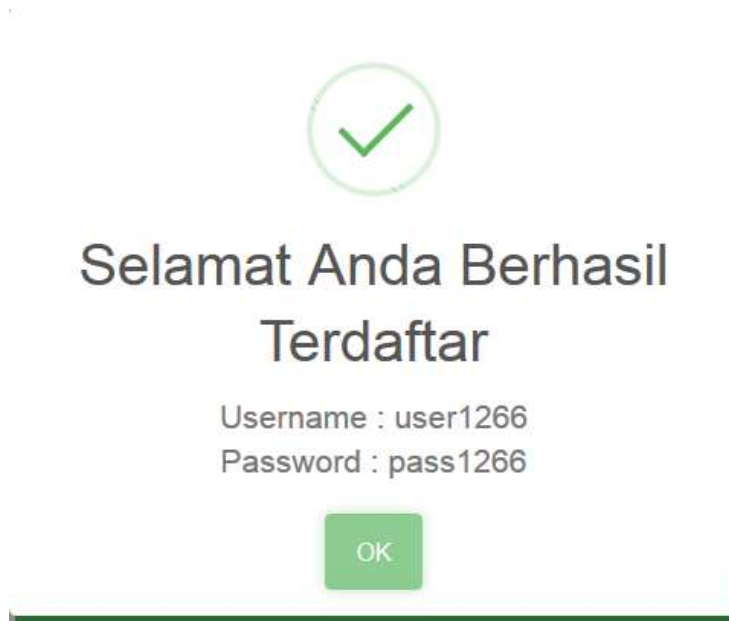 Selamat Anda Berhasil
Terdaftar
Username : user1266
Password : pass1266
OK